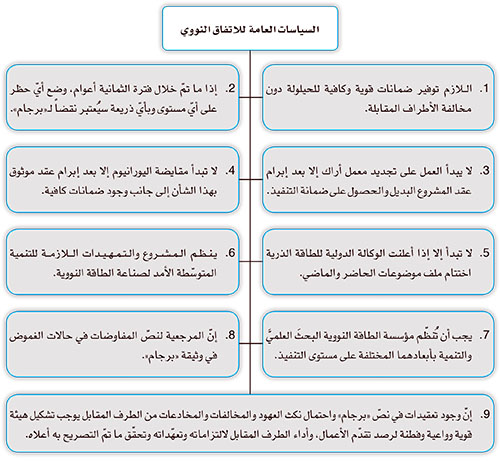 السياسات العامة للاتفاق النووي
1. اللازم توفير ضمانات قوية وكافية للحيلولة دون
مخالفة الأطراف المقابلة.
2. إذا ما تمّ خلال فترة الثمانية أعوام، وضع أيّ حظر
على أيّ مستوى وبأيّ ذريعة سيُعتبر نقضاً لـ«برجام».
3. لا يبدأ العمل على تجديد معمل أراك إلا بعد إبرام
عقد المشروع البديل والحصول على ضمانة التنفيذ.
4. لا تبدأ مقايضة اليورانيوم إلا بعد إبرام عقد موثوق
بهذا الشأن إلى جانب وجود ضمانات كافية.
5. لا تبدأ إلا إذا أعلنت الوكالة الدولية للطاقة الذرية
اختتام ملف موضوعات الحاضر والماضي.
6. ينظم المشروع والتمهيدات اللازمة للتنمية
المتوسّطة الأمد لصناعة الطاقة النووية.
7. يجب أن تُنظّم مؤسسة الطاقة النووية البحثَ العلميَّ
والتنمية بأبعادهما المختلفة على مستوى التنفيذ.
8. إنّ المرجعية لنصّ المفاوضات في حالات الغموض
في وثيقة «برجام».
9. إنّ وجود تعقيدات في نصّ «برجام» واحتمال نكث العهود والمخالفات والمخادعات من الطرف المقابل يوجب تشكيل هيئة
قوية وواعية وفطنة لرصد تقدّم الأعمال، وأداء الطرف المقابل لالتزاماته وتعهّداته وتحقّق ما تمّ التصريح به أعلاه.